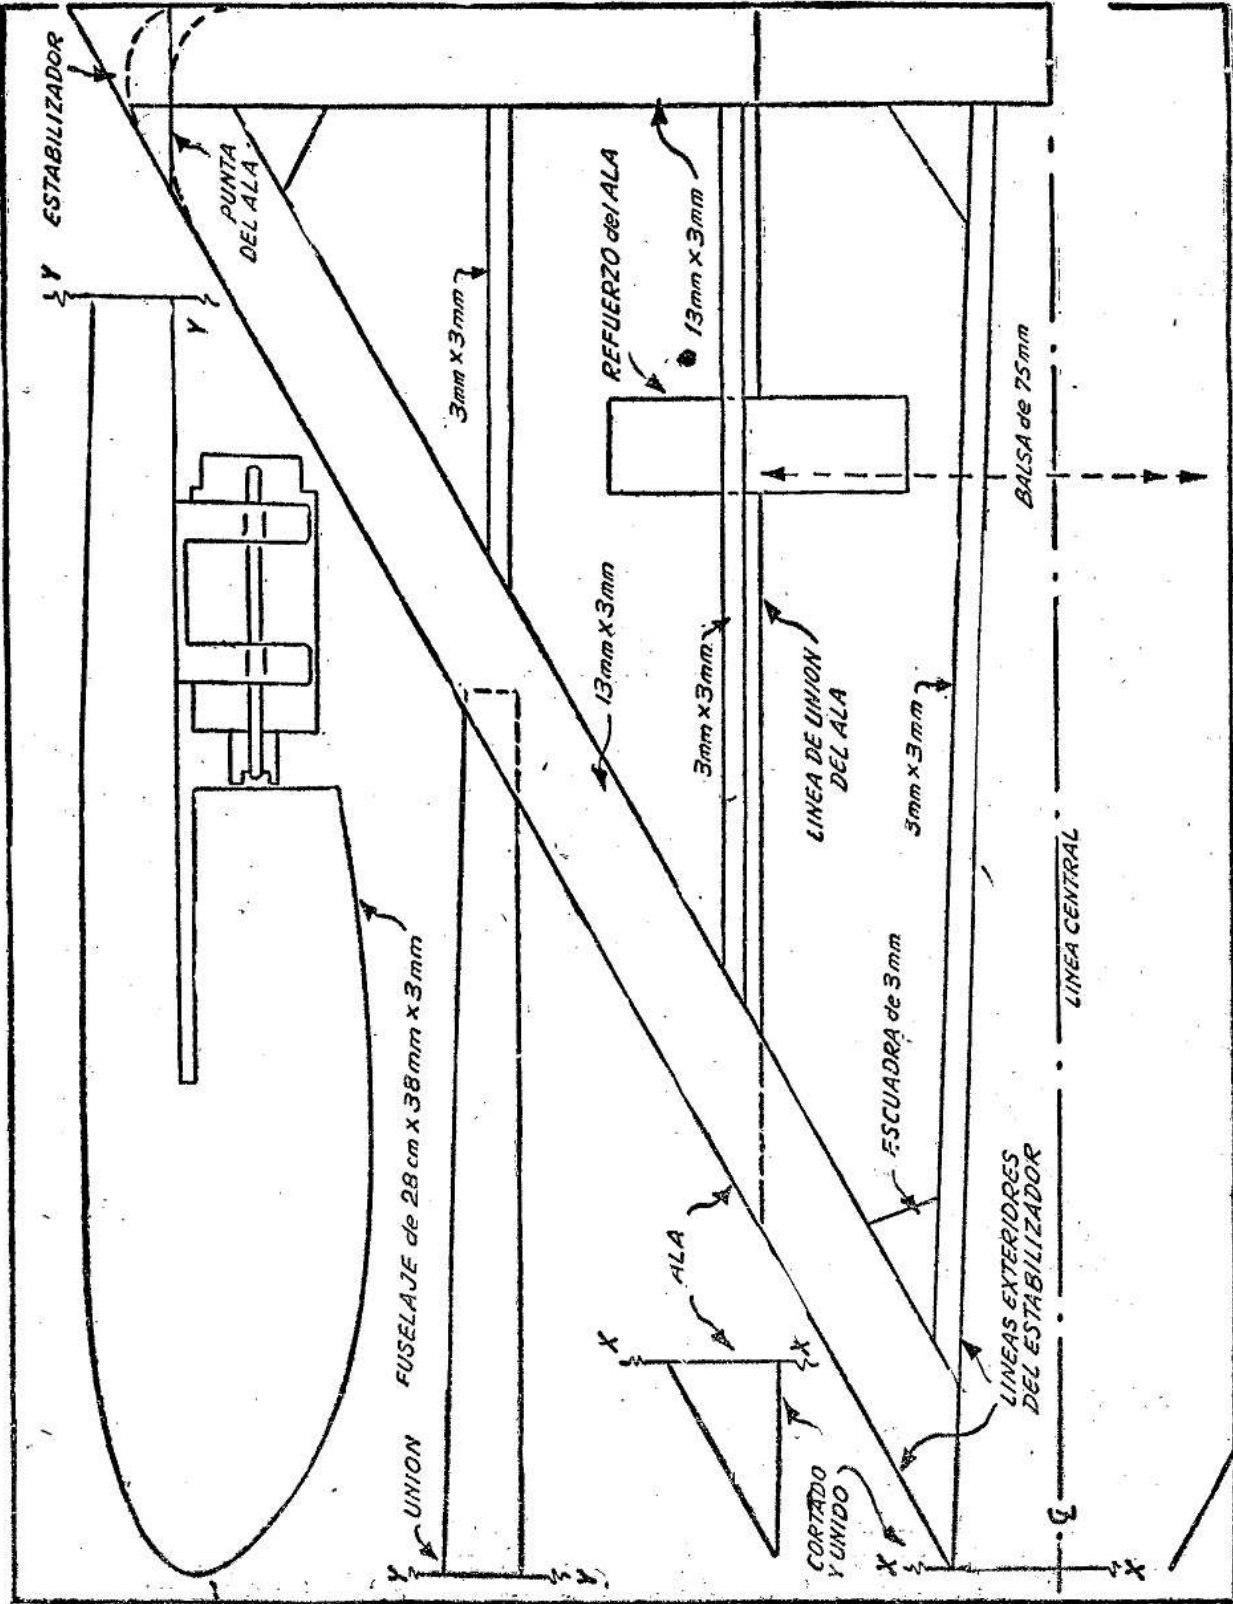 ESTABILIZADOR
Y
Y
PUNTA
DEL ALA
3mm x 3mm
REFUERZO del ALA
13mm x 3mm
BALSA de 75mm
13mm x 3mm
3mm x 3mm
LINEA DE UNION
DEL ALA
3mm x 3mm
LINEA CENTRAL
FUSELAJE de 28cm x 38mm x 3mm
UNION
Y
Y
ESCUADRA de 3mm
ALA
X
X
LINEAS EXTERIORES
DEL ESTABILIZADOR
CORTADO
Y UNIDO
X
X